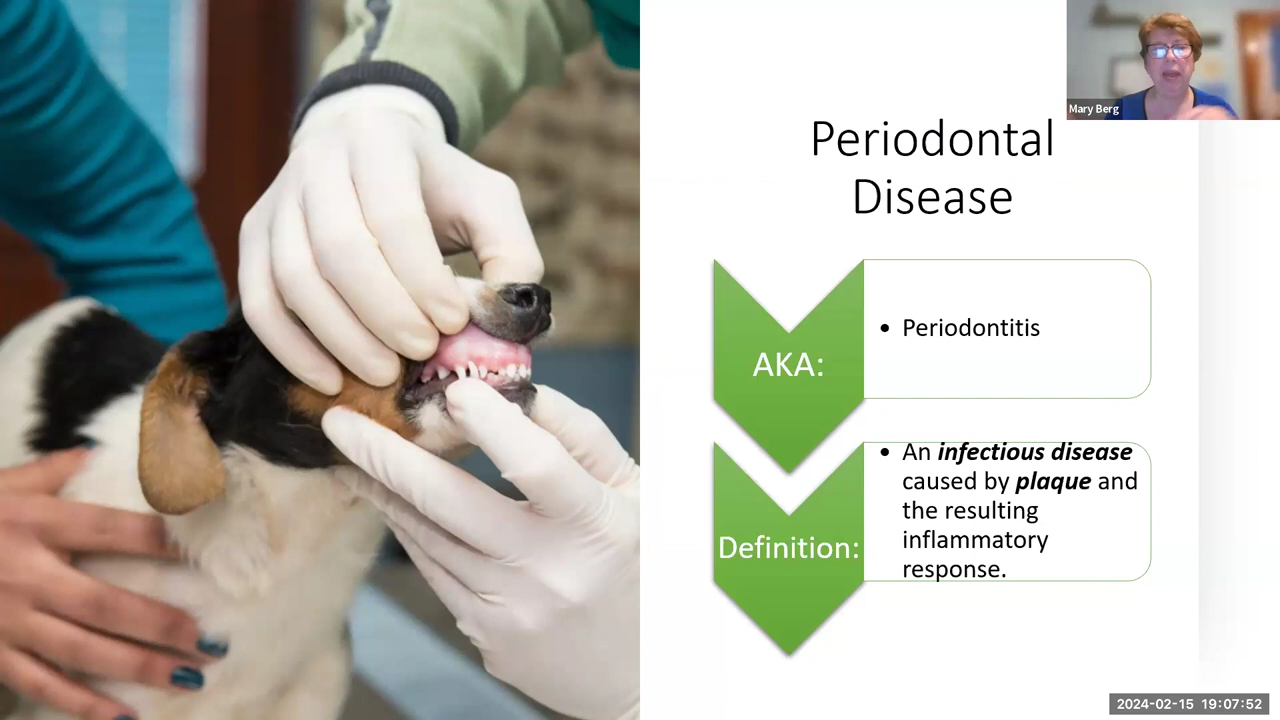 Mary Berg
Periodontal
Disease
AKA:
• Periodontitis
Definition:
• An infectious disease
caused by plaque and
the resulting
inflammatory
response.
2024-02-15 19:07:52